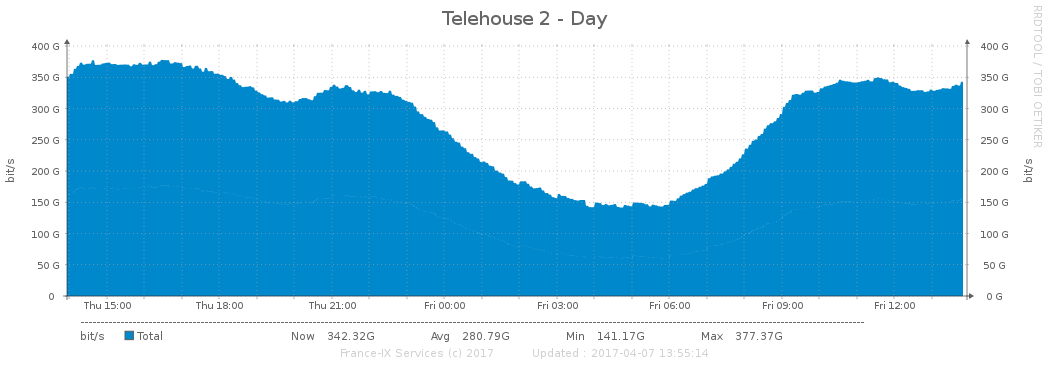 Telehouse 2 - Day
RRDTOOL / TOBI OETIKER
400 G 400 G
350 G 350 G
300 G 300 G
250 G 250 G
200 G 200 G
150 G 150 G
100 G 100 G
50 G 50 G
0 0 G
bit/s
bit/s
Thu 15:00 Thu 18:00 Thu 21:00 Fri 00:00 Fri 03:00 Fri 06:00 Fri 09:00 Fri 12:00
bit/s Total Now 342.32G Avg 280.79G Min 141.17G Max 377.37G
France-IX Services (c) 2017 Updated : 2017-04-07 13:55:14